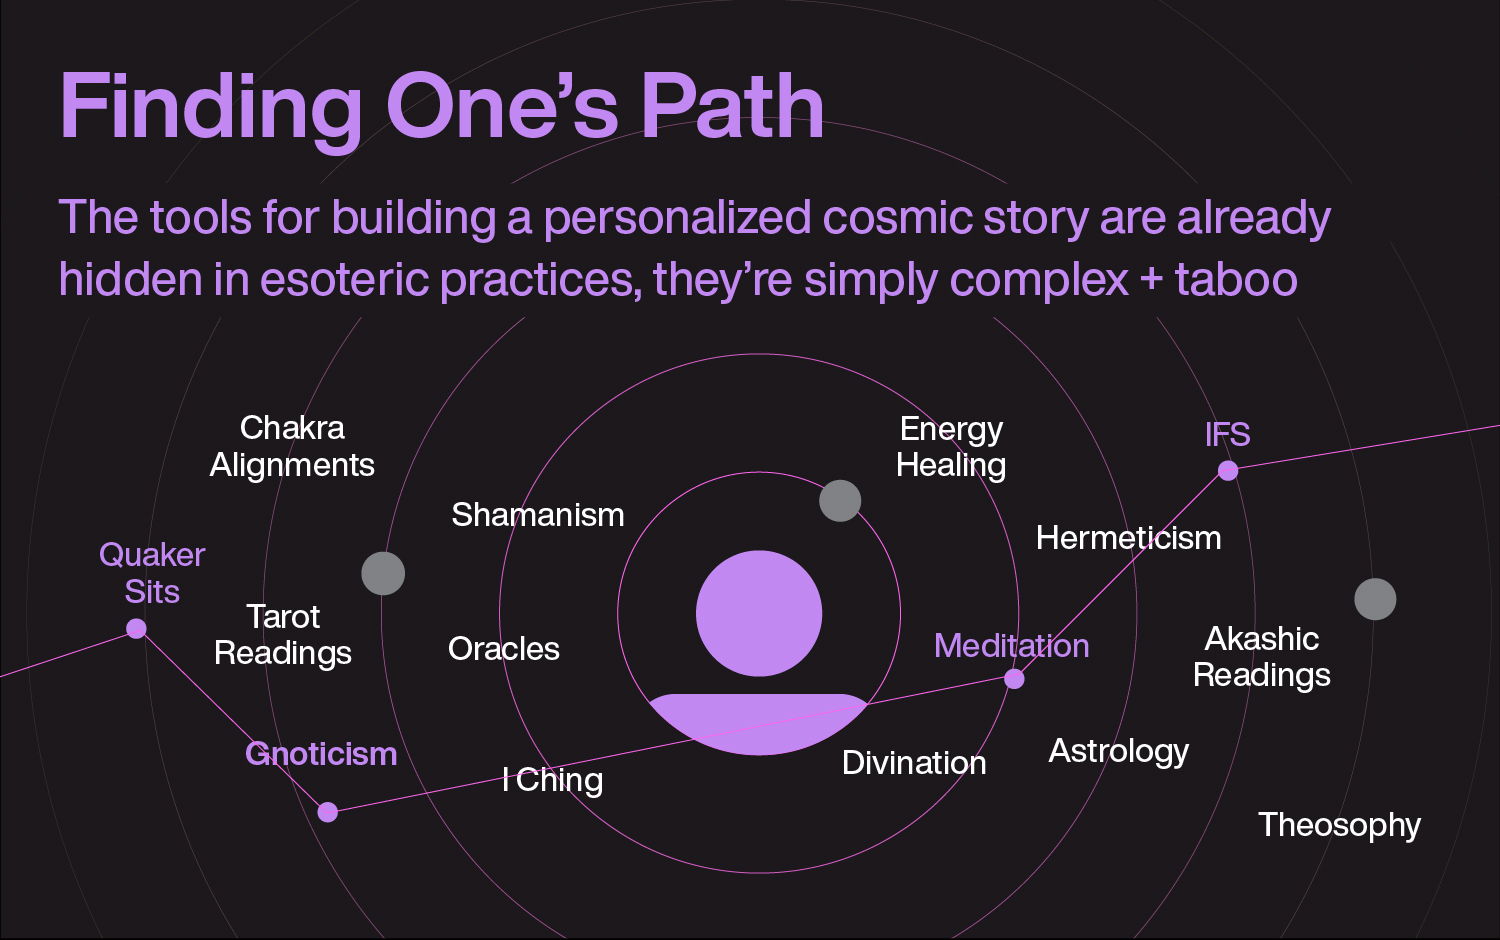 Finding One’s Path
The tools for building a personalized cosmic story are already
hidden in esoteric practices, they’re simply complex + taboo
Chakra
Alignments
Energy
Healing
IFS
Shamanism
Hermeticism
Quaker
Sits
Tarot
Readings
Oracles
Meditation
Akashic
Readings
Gnoticism
I Ching
Divination
Astrology
Theosophy